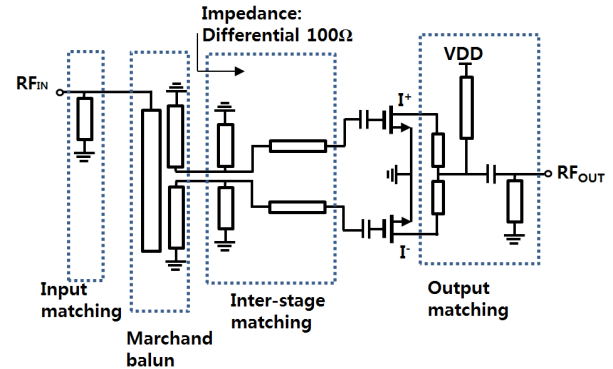 Impedance:
Differential 100Ω
VDD
RFIN
I+
RFOUT
I-
Input
matching
Inter-stage
matching
Output
matching
Marchand
balun